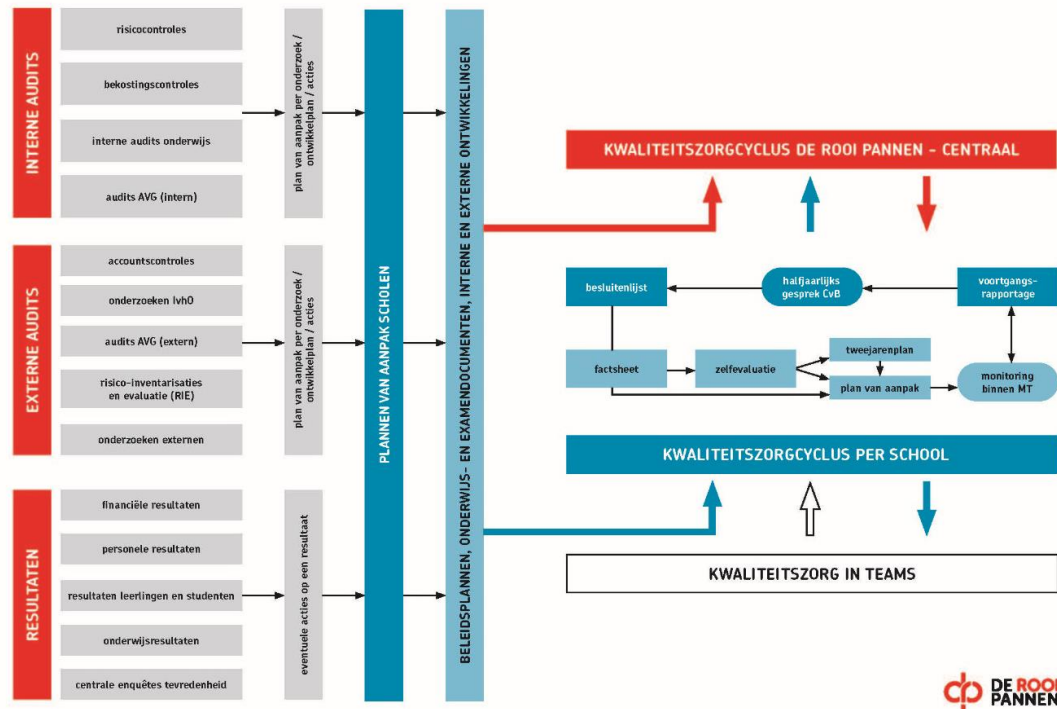 INTERNE AUDITS
risicocontroles
bekostingscontroles
interne audits onderwijs
audits AVG (intern)
plan van aanpak per onderzoek /
ontwikkelplan / acties
EXTERNE AUDITS
accountscontroles
onderzoeken IvhO
audits AVG (extern)
risico-inventarisaties
en evaluatie (RIE)
onderzoeken externen
plan van aanpak per onderzoek /
ontwikkelplan / acties
RESULTATEN
financiële resultaten
personele resultaten
resultaten leerlingen en studenten
onderwijsresultaten
centrale enquêtes tevredenheid
eventuele acties op een resultaat
PLANNEN VAN AANPAK SCHOLEN
BELEIDSPLANNEN, ONDERWIJS- EN EXAMENDOCUMENTEN, INTERNE EN EXTERNE ONTWIKKELINGEN
KWALITEITSZORGCYCLUS DE ROOI PANNEN - CENTRAAL
besluitenlijst
halfjaarlijks
gesprek CvB
voortgangs-
rapportage
factsheet
zelfevaluatie
tweejarenplan
plan van aanpak
monitoring
binnen MT
KWALITEITSZORGCYCLUS PER SCHOOL
KWALITEITSZORG IN TEAMS
DE ROOI
PANNEN